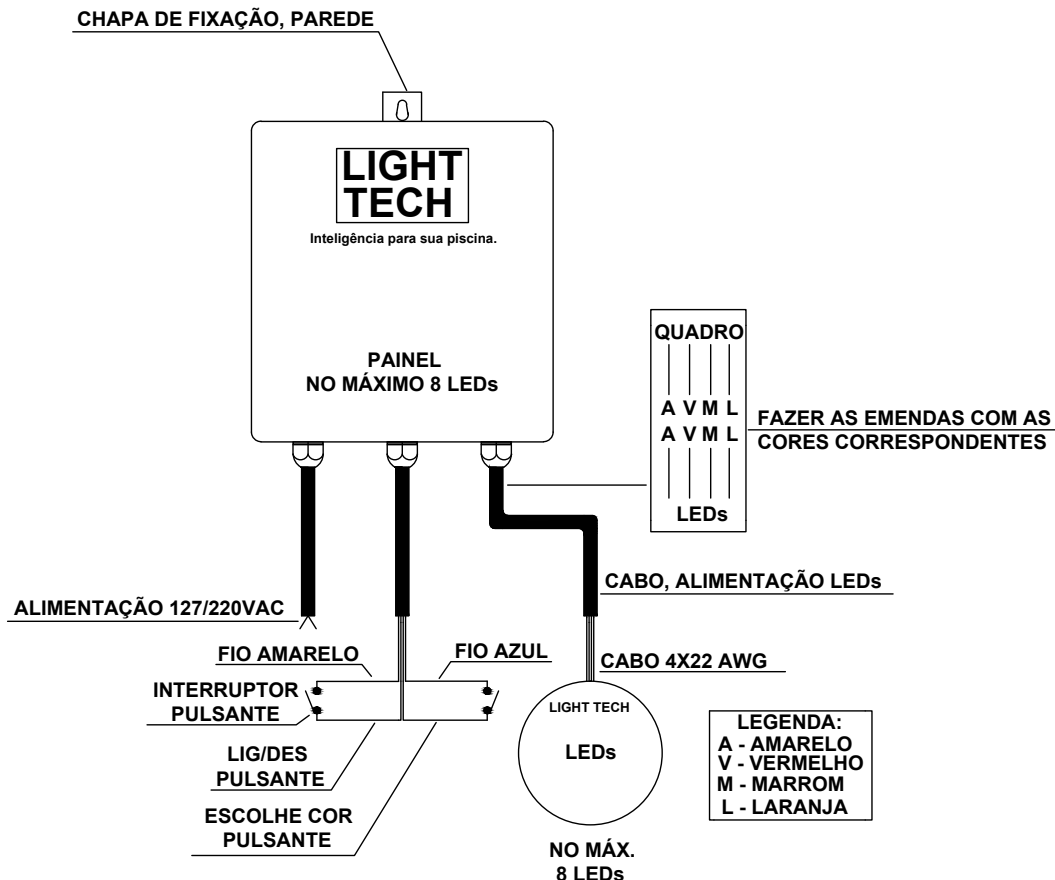 CHAPA DE FIXAÇÃO, PAREDE
LIGHT
TECH
Inteligência para sua piscina.
PAINEL
NO MÁXIMO 8 LEDs
QUADRO
A V M L
A V M L
LEDs
FAZER AS EMENDAS COM AS
CORES CORRESPONDENTES
CABO, ALIMENTAÇÃO LEDs
ALIMENTAÇÃO 127/220VAC
FIO AMARELO
FIO AZUL
CABO 4X22 AWG
INTERRUPTOR
PULSANTE
LIG/DES
PULSANTE
ESCOLHE COR
PULSANTE
LIGHT TECH
LEDs
NO MÁX.
8 LEDs
LEGENDA:
A - AMARELO
V - VERMELHO
M - MARROM
L - LARANJA